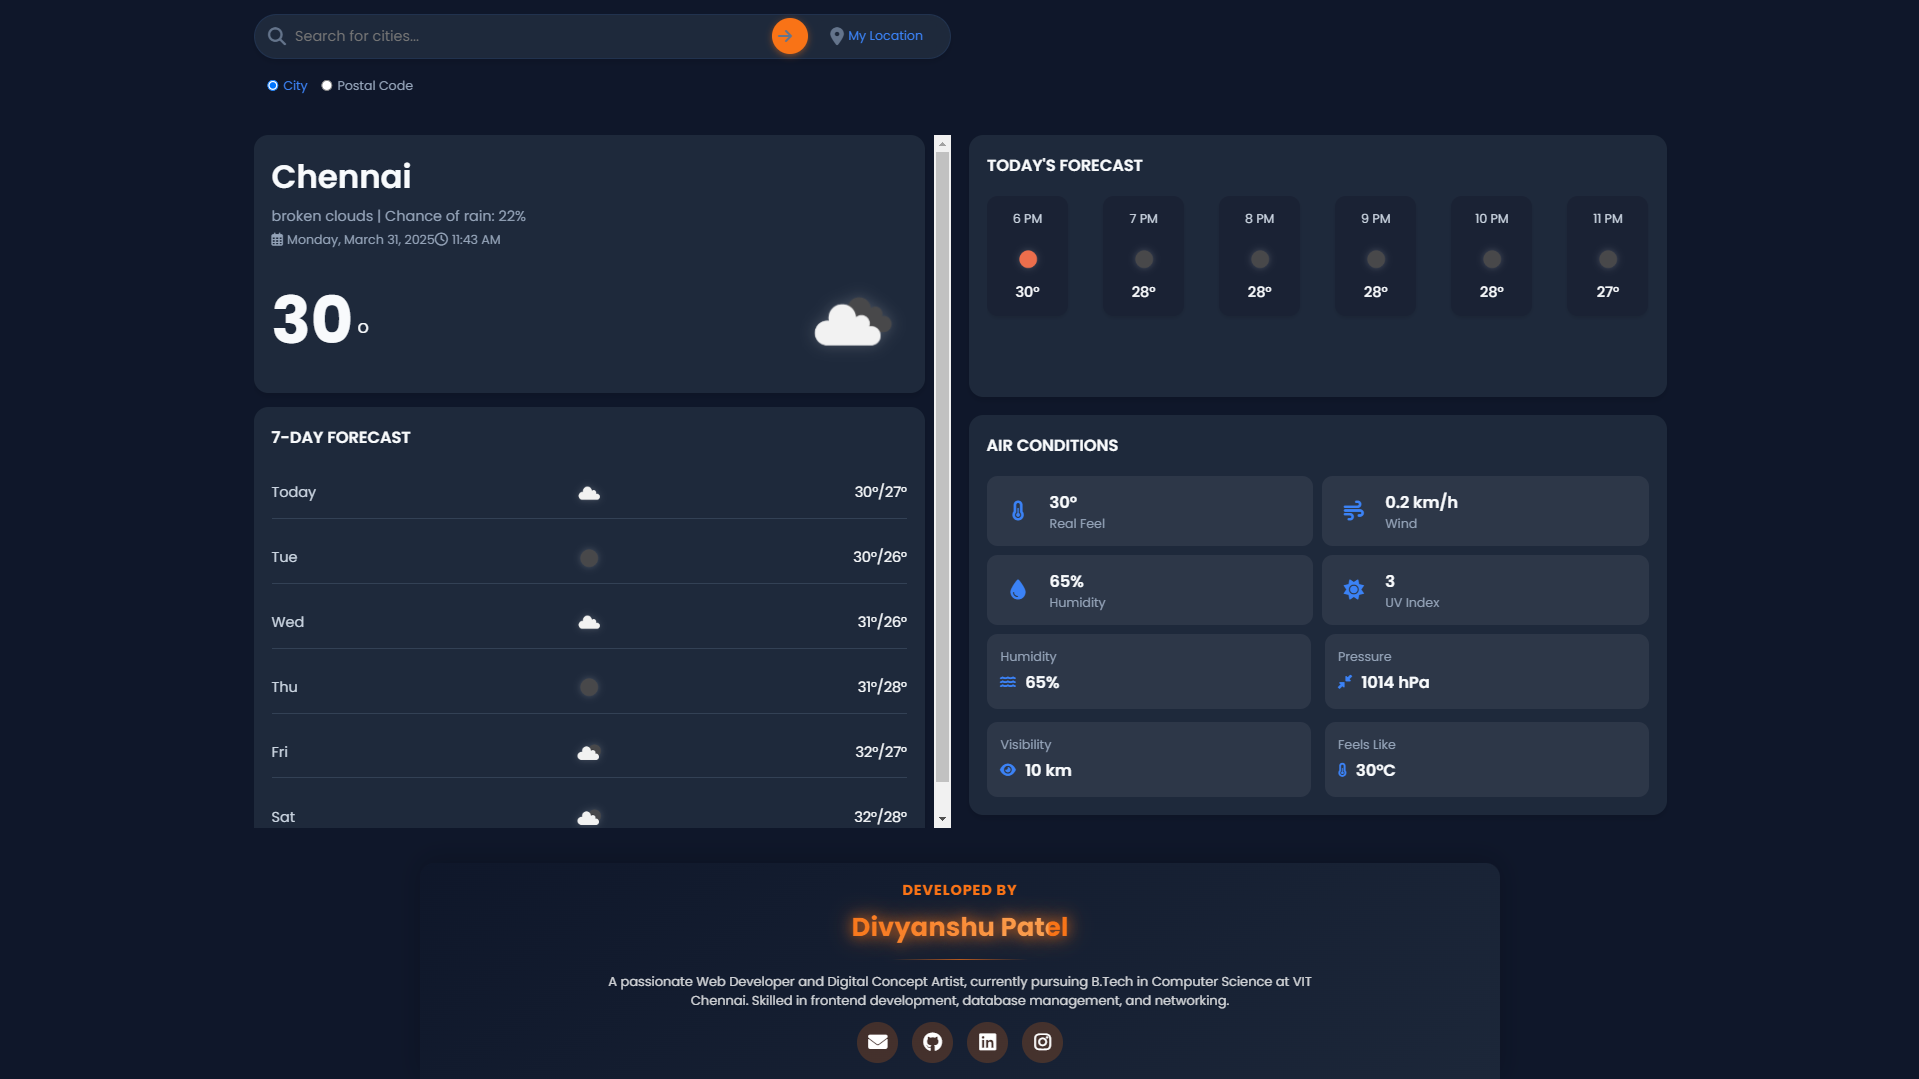 Search for cities...
My Location
City
Postal Code
Chennai
broken clouds | Chance of rain: 22%
Monday, March 31, 2025 11:43 AM
30°
7-DAY FORECAST
Today 30°/27°
Tue 30°/26°
Wed 31°/26°
Thu 31°/28°
Fri 32°/27°
Sat 32°/28°
TODAY'S FORECAST
6 PM 7 PM 8 PM 9 PM 10 PM 11 PM
30° 28° 28° 28° 28° 27°
AIR CONDITIONS
30°
Real Feel
0.2 km/h
Wind
65%
Humidity
3
UV Index
Humidity
65%
Pressure
1014 hPa
Visibility
10 km
Feels Like
30°C
DEVELOPED BY
Divyanshu Patel
A passionate Web Developer and Digital Concept Artist, currently pursuing B.Tech in Computer Science at VIT
Chennai. Skilled in frontend development, database management, and networking.